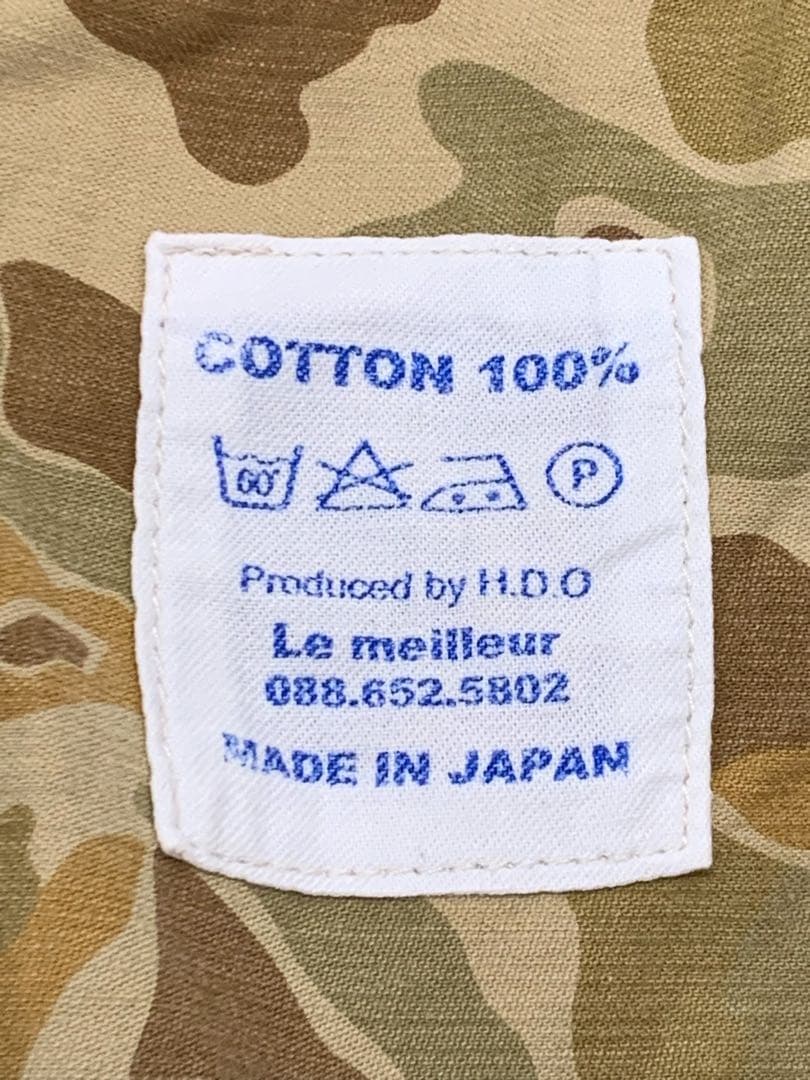 COTTON 100%
60° P
Produced by H.D.O
Le meilleur
088.652.5802
MADE IN JAPAN